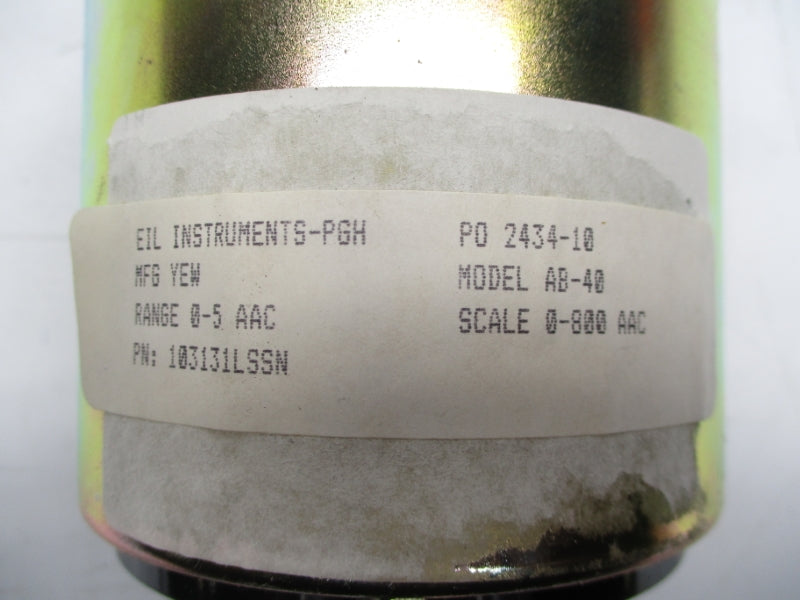 EIL INSTRUMENTS-PGH PO 2434-10
MFG YEW MODEL AB-40
RANGE 0-5 AAC SCALE 0-800 AAC
PN: 103131LSSN